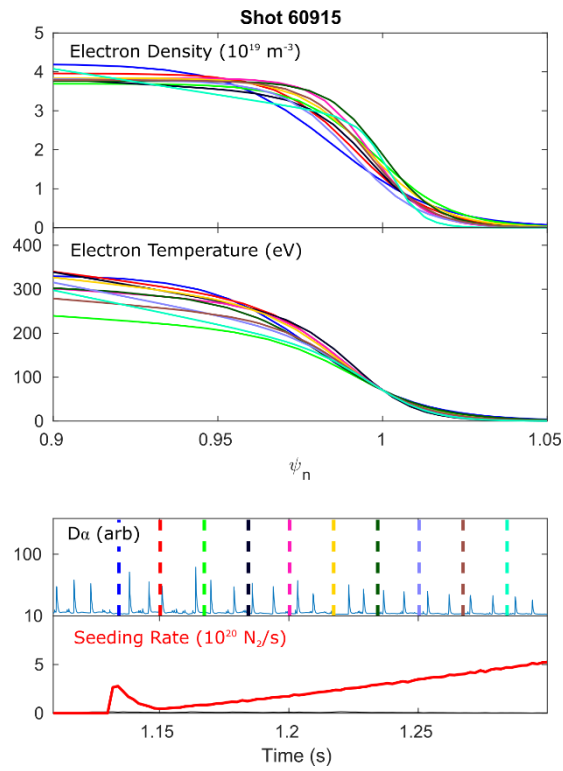 Shot 60915
5
Electron Density (10¹⁹ m⁻³)
4
3
2
1
0
400
Electron Temperature (eV)
300
200
100
0
0.9 0.95 1 1.05
ψn
Dα (arb)
100
10
Seeding Rate (10²⁰ N₂/s)
5
0
1.15 1.2 1.25
Time (s)